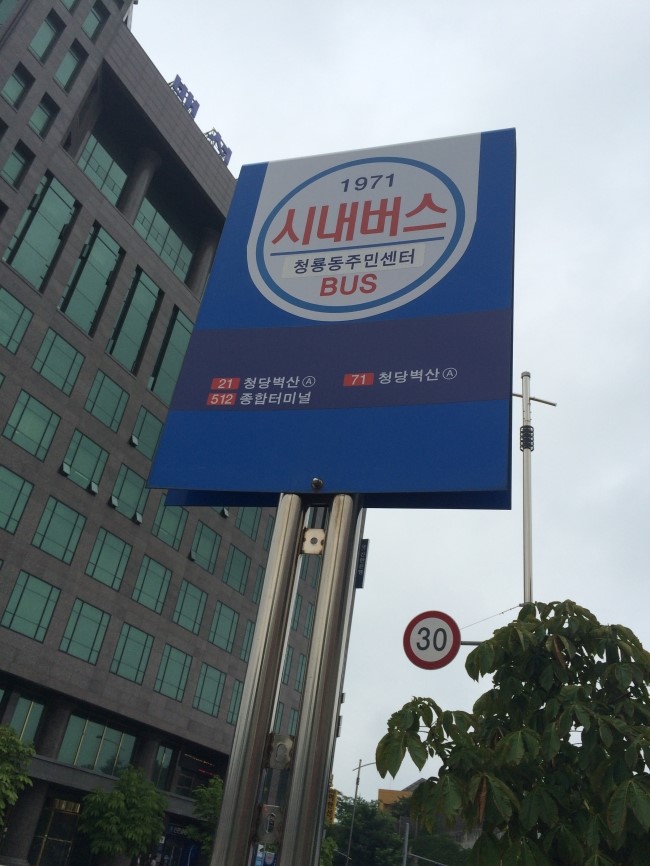 1971
시내버스
청룡동주민센터
BUS
21 청당벽산Ⓐ
71 청당벽산Ⓐ
512 종합터미널
30